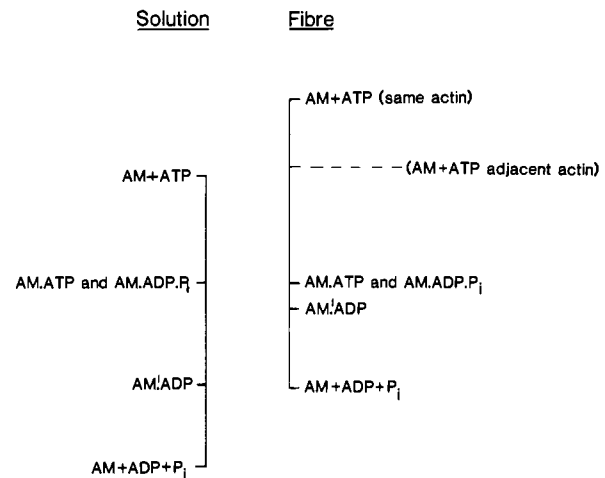 Solution
Fibre
AM+ATP (same actin)
(AM+ATP adjacent actin)
AM+ATP
AM.ATP and AM.ADP.Pi
AM.ATP and AM.ADP.Pi
AM!ADP
AM!ADP
AM+ADP+Pi
AM+ADP+Pi